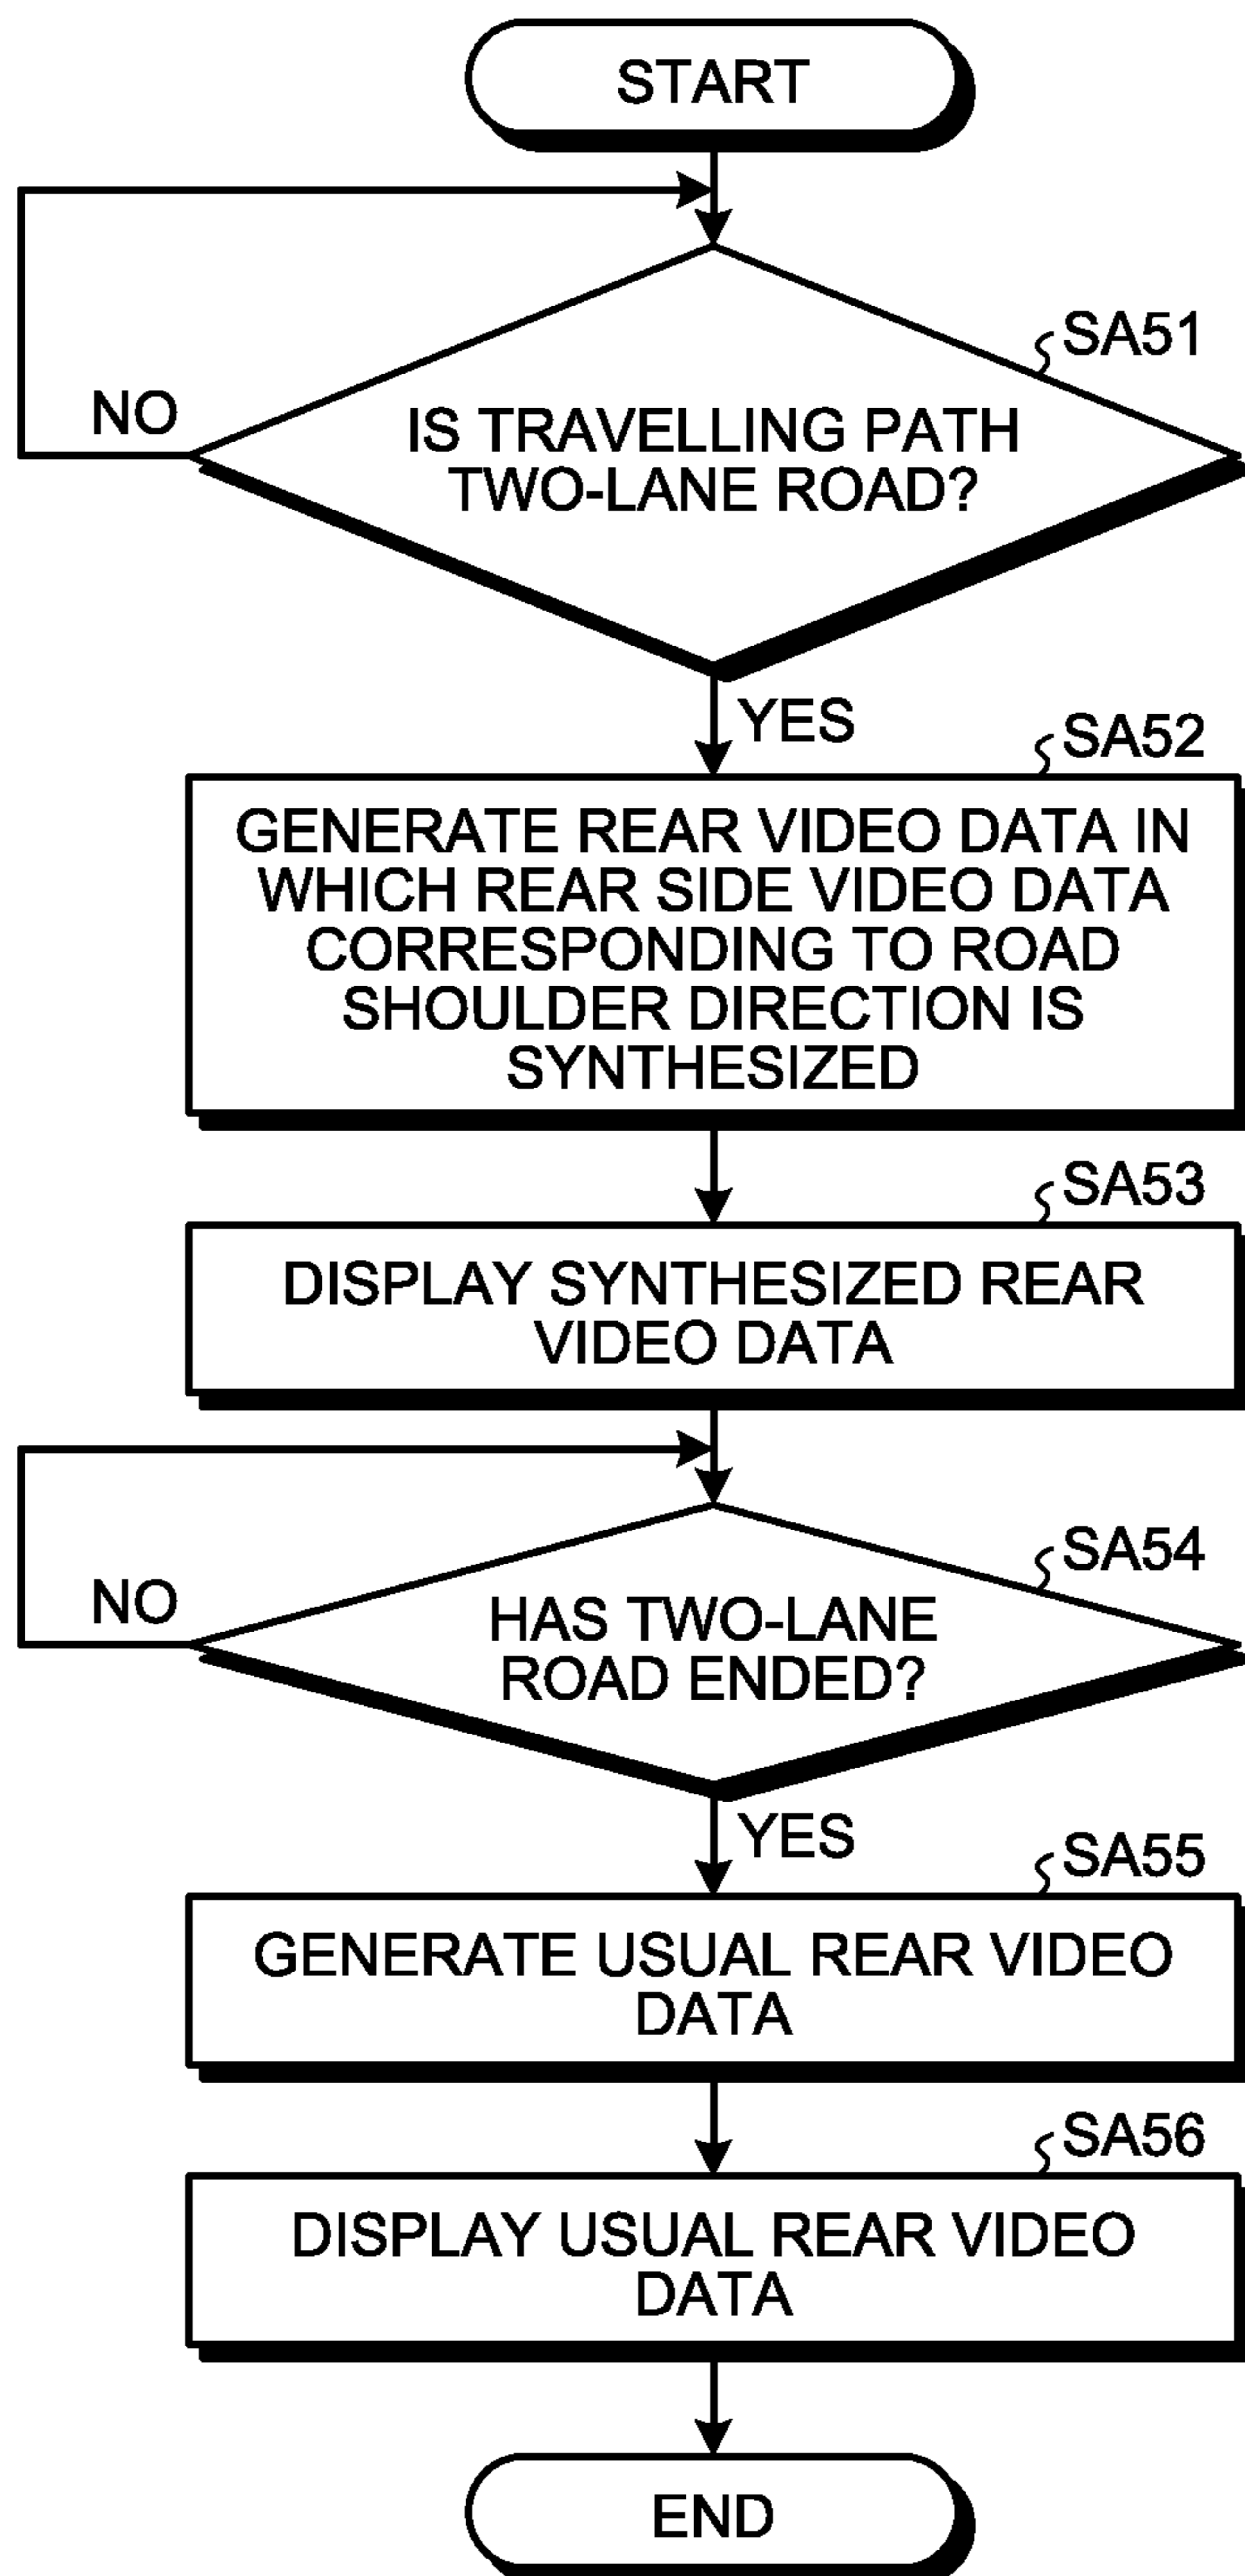 START
SA51
NO
IS TRAVELLING PATH
TWO-LANE ROAD?
YES
SA52
GENERATE REAR VIDEO DATA IN
WHICH REAR SIDE VIDEO DATA
CORRESPONDING TO ROAD
SHOULDER DIRECTION IS
SYNTHESIZED
SA53
DISPLAY SYNTHESIZED REAR
VIDEO DATA
SA54
NO
HAS TWO-LANE
ROAD ENDED?
YES
SA55
GENERATE USUAL REAR VIDEO
DATA
SA56
DISPLAY USUAL REAR VIDEO
DATA
END